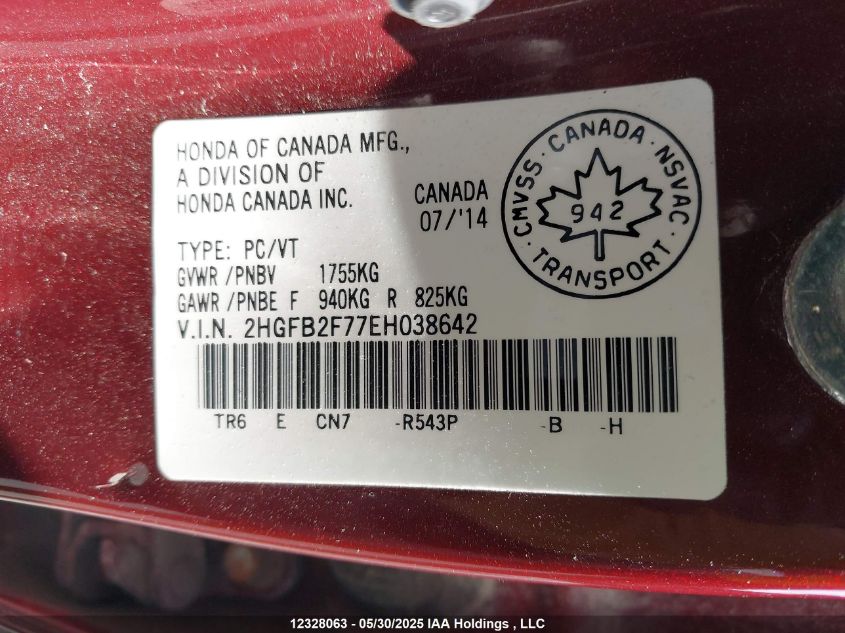 HONDA OF CANADA MFG.,
A DIVISION OF
HONDA CANADA INC.
CANADA
07/'14
CMVSS · CANADA · NSVAC · TRANSPORT ·
942
TYPE: PC/VT
GVWR /PNBV 1755KG
GAWR /PNBE F 940KG R 825KG
V.I.N. 2HGFB2F77EH038642
TR6 E CN7 -R543P -B -H
12328063 - 05/30/2025 IAA Holdings , LLC